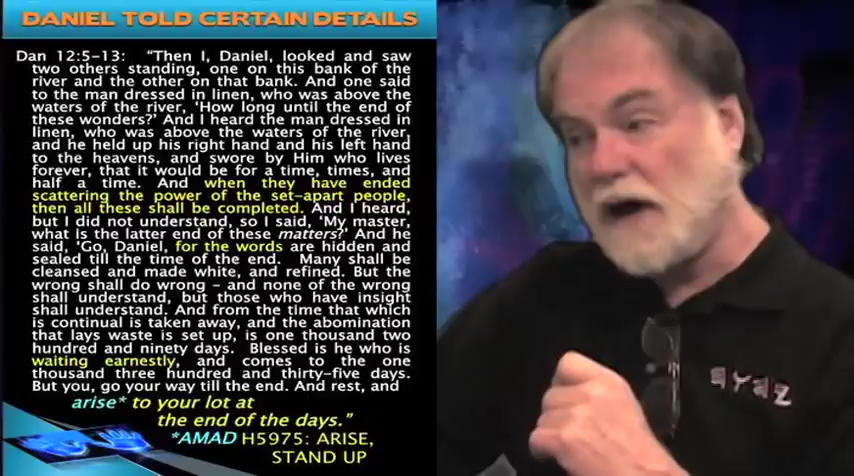 DANIEL TOLD CERTAIN DETAILS
Dan 12:5-13: “Then I, Daniel, looked and saw
two others standing, one on this bank of the
river and the other on that bank. And one said
to the man dressed in linen, who was above the
waters of the river, ‘How long until the end of
these wonders?’ And I heard the man dressed in
linen, who was above the waters of the river,
and he held up his right hand and his left hand
to the heavens, and swore by Him who lives
forever, that it would be for a time, times, and
half a time. And when they have ended
scattering the power of the set-apart people,
then all these shall be completed. And I heard,
but I did not understand, so I said, ‘My master,
what is the latter end of these matters?’ And he
said, ‘Go, Daniel, for the words are hidden and
sealed till the time of the end. Many shall be
cleansed and made white, and refined. But the
wrong shall do wrong – and none of the wrong
shall understand, but those who have insight
shall understand. And from the time that which
is continual is taken away, and the abomination
that lays waste is set up, is one thousand two
hundred and ninety days. Blessed is he who is
waiting earnestly, and comes to the one
thousand three hundred and thirty-five days.
But you, go your way till the end. And rest, and
arise* to your lot at
the end of the days.”
*AMAD H5975: ARISE,
STAND UP